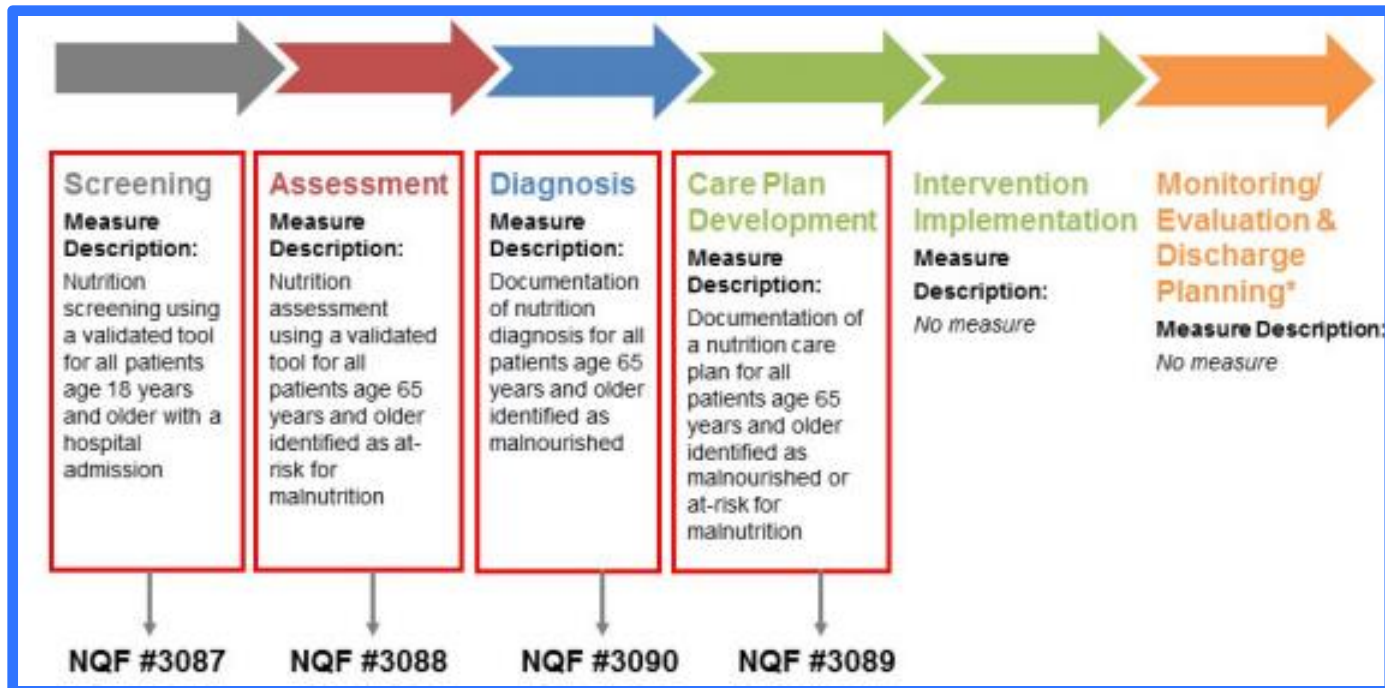 Screening
Measure
Description:
Nutrition
screening using
a validated tool
for all patients
age 18 years
and older with a
hospital
admission
Assessment
Measure
Description:
Nutrition
assessment
using a validated
tool for all
patients age 65
years and older
identified as at-
risk for
malnutrition
Diagnosis
Measure
Description:
Documentation
of nutrition
diagnosis for all
patients age 65
years and older
identified as
malnourished
Care Plan
Development
Measure
Description:
Documentation of
a nutrition care
plan for all
patients age 65
years and older
identified as
malnourished or
at-risk for
malnutrition
Intervention
Implementation
Measure
Description:
No measure
Monitoring/
Evaluation &
Discharge
Planning*
Measure Description:
No measure
NQF #3087
NQF #3088
NQF #3090
NQF #3089